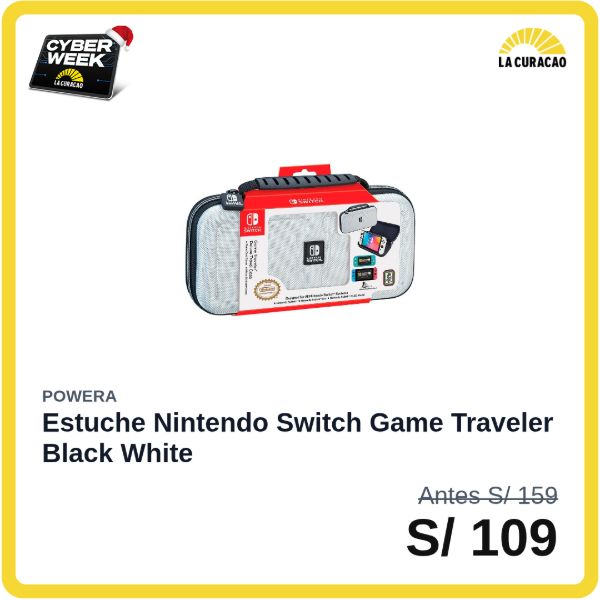 CYBER
WEEK
LA CURACAO
LA CURACAO
NINTENDO
SWITCH
POWERA
Estuche Nintendo Switch Game Traveler
Black White
Antes S/ 159
S/ 109